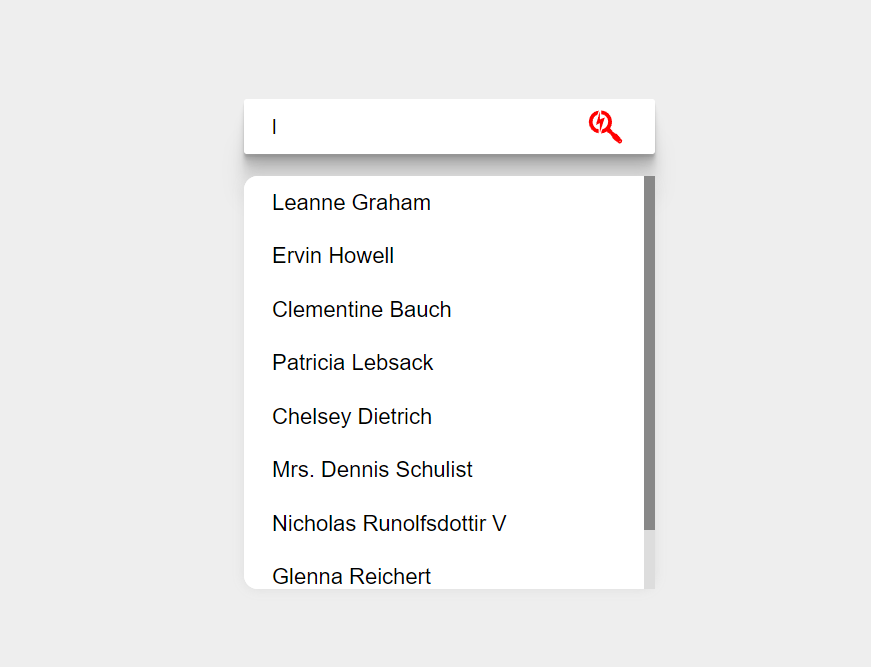 l
Leanne Graham
Ervin Howell
Clementine Bauch
Patricia Lebsack
Chelsey Dietrich
Mrs. Dennis Schulist
Nicholas Runolfsdottir V
Glenna Reichert